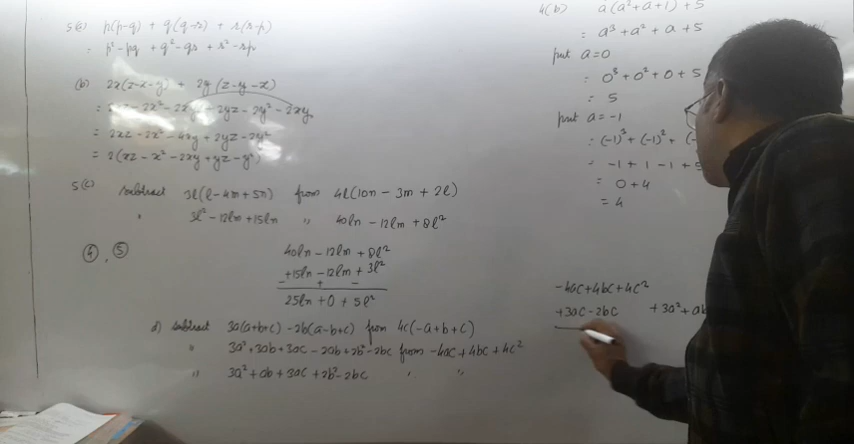 5(a) p(p-q) + q(q-r) + r(r-p)
= p² - pq + q² - qr + r² - rp
(b) 2x(z-x-y) + 2y(z-y-x)
- 2x² - 2xy + 2yz - 2y² - 2xy
= 2xz - 2x² - 4xy + 2yz - 2y²
= 2(xz - x² - 2xy + yz - y²)
5(c) subtract 3l(l-4m+5n) from 4l(10n-3m+2l)
" 3l² - 12lm + 15ln " 40ln - 12lm + 8l²
④, ⑤
40ln - 12lm + 8l²
+15ln - 12lm + 3l²
- + -
25ln + 0 + 5l²
d) subtract 3a(a+b+c) - 2b(a-b+c) from 4c(-a+b+c)
" 3a² + 3ab + 3ac - 2ab + 2b² - 2bc from -4ac + 4bc + 4c²
" 3a² + ab + 3ac + 2b² - 2bc " "
4(b) a(a²+a+1) + 5
= a³ + a² + a + 5
put a = 0
= 0³ + 0² + 0 + 5
= 5
put a = -1
= (-1)³ + (-1)² +
= -1 + 1 - 1 + 5
= 0 + 4
= 4
-4ac + 4bc + 4c²
+3ac - 2bc + 3a² + ab